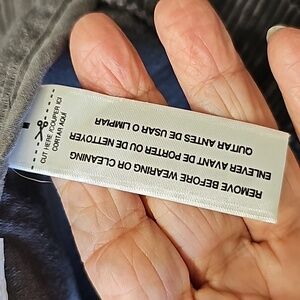 REMOVE BEFORE WEARING OR CLEANING
ENLEVER AVANT DE PORTER OU DE NETTOYER
QUITAR ANTES DE USAR O LIMPIAR
CUT HERE /COUPER ICI
CORTAR AQUÍ